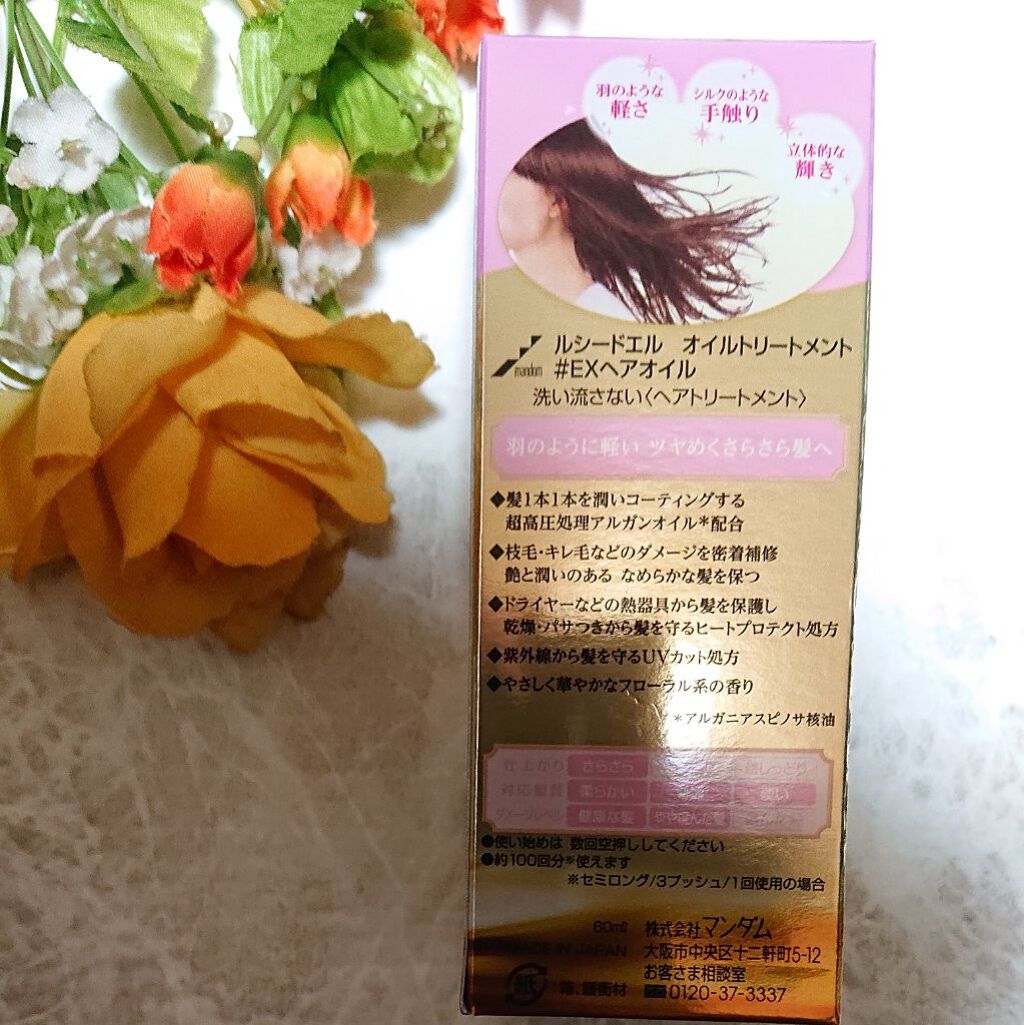 羽のような
軽さ
シルクのような
手触り
立体的な
輝き
mandom
ルシードエル オイルトリートメント
#EXヘアオイル
洗い流さない〈ヘアトリートメント〉
羽のように軽い ツヤめくさらさら髪へ
◆髪1本1本を潤いコーティングする
超高圧処理アルガンオイル*配合
◆枝毛・キレ毛などのダメージを密着補修
艶と潤いのある なめらかな髪を保つ
◆ドライヤーなどの熱器具から髪を保護し
乾燥・パサつきから髪を守るヒートプロテクト処方
◆紫外線から髪を守るUVカット処方
◆やさしく華やかなフローラル系の香り
*アルガニアスピノサ核油
仕上がり さらさら
対応髪質 柔らかい 硬い
ダメージレベル 健康な髪
●使い始めは 数回空押ししてください
●約100回分※使えます
※セミロング/3プッシュ/1回使用の場合
60ml 株式会社マンダム
MADE IN JAPAN 大阪市中央区十二軒町5-12
お客さま相談室
紙 :箱、緩衝材 0120-37-3337